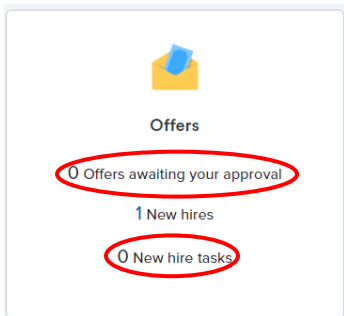 Offers
0 Offers awaiting your approval
1 New hires
0 New hire tasks